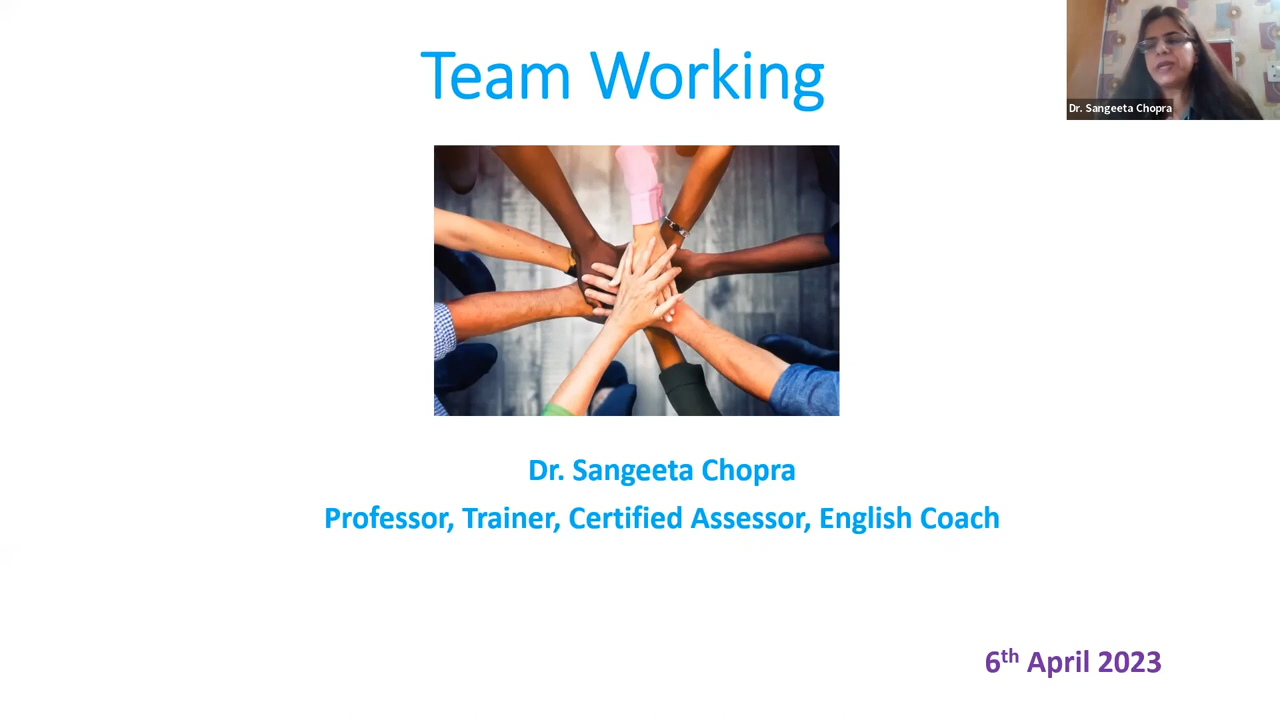 Team Working
Dr. Sangeeta Chopra
Dr. Sangeeta Chopra
Professor, Trainer, Certified Assessor, English Coach
6th April 2023